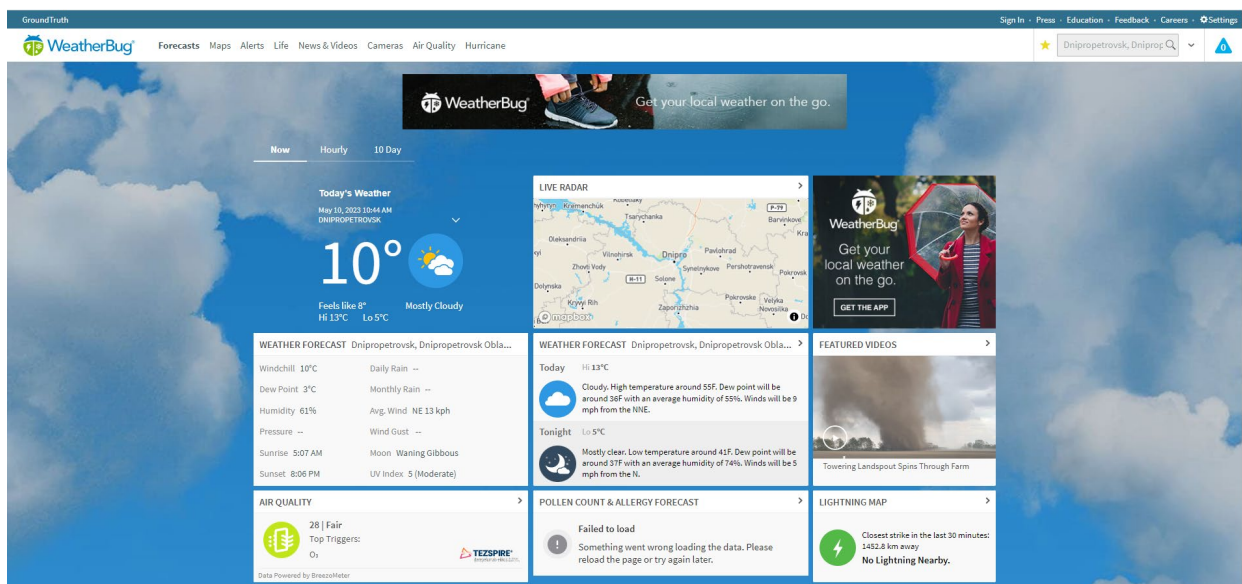 GroundTruth
Sign In · Press · Education · Feedback · Careers · Settings
WeatherBug
Forecasts Maps Alerts Life News & Videos Cameras Air Quality Hurricane
Dnipropetrovsk, Dniprop
0
WeatherBug
Get your local weather on the go.
Now Hourly 10 Day
Today's Weather
May 10, 2023 10:44 AM
DNIPROPETROVSK
10°
Feels like 8°
Hi 13°C Lo 5°C
Mostly Cloudy
LIVE RADAR
Kremenchuk
Kobeliaky
Tsarychanka
P-79
Barvinkove
Oleksandriia
Vilnohirsk
Dnipro
Pavlohrad
Zhovti Vody
Synelnykove
Pershotravensk
Pokrovsk
H-11
Solone
Dolynska
Kryvyi Rih
Zaporizhzhia
Pokrovske
Velyka
Novosilka
mapbox
WeatherBug
Get your
local weather
on the go.
GET THE APP
WEATHER FORECAST Dnipropetrovsk, Dnipropetrovsk Obla...
Windchill 10°C Daily Rain --
Dew Point 3°C Monthly Rain --
Humidity 61% Avg. Wind NE 13 kph
Pressure -- Wind Gust --
Sunrise 5:07 AM Moon Waning Gibbous
Sunset 8:06 PM UV Index 5 (Moderate)
WEATHER FORECAST Dnipropetrovsk, Dnipropetrovsk Obla...
Today Hi 13°C
Cloudy. High temperature around 55F. Dew point will be
around 36F with an average humidity of 55%. Winds will be 9
mph from the NNE.
Tonight Lo 5°C
Mostly clear. Low temperature around 41F. Dew point will be
around 37F with an average humidity of 74%. Winds will be 5
mph from the N.
FEATURED VIDEOS
Towering Landspout Spins Through Farm
AIR QUALITY
28 | Fair
Top Triggers:
O₃
TEZSPIRE
Data Powered by BreezoMeter
POLLEN COUNT & ALLERGY FORECAST
Failed to load
Something went wrong loading the data. Please
reload the page or try again later.
LIGHTNING MAP
Closest strike in the last 30 minutes:
1452.8 km away
No Lightning Nearby.